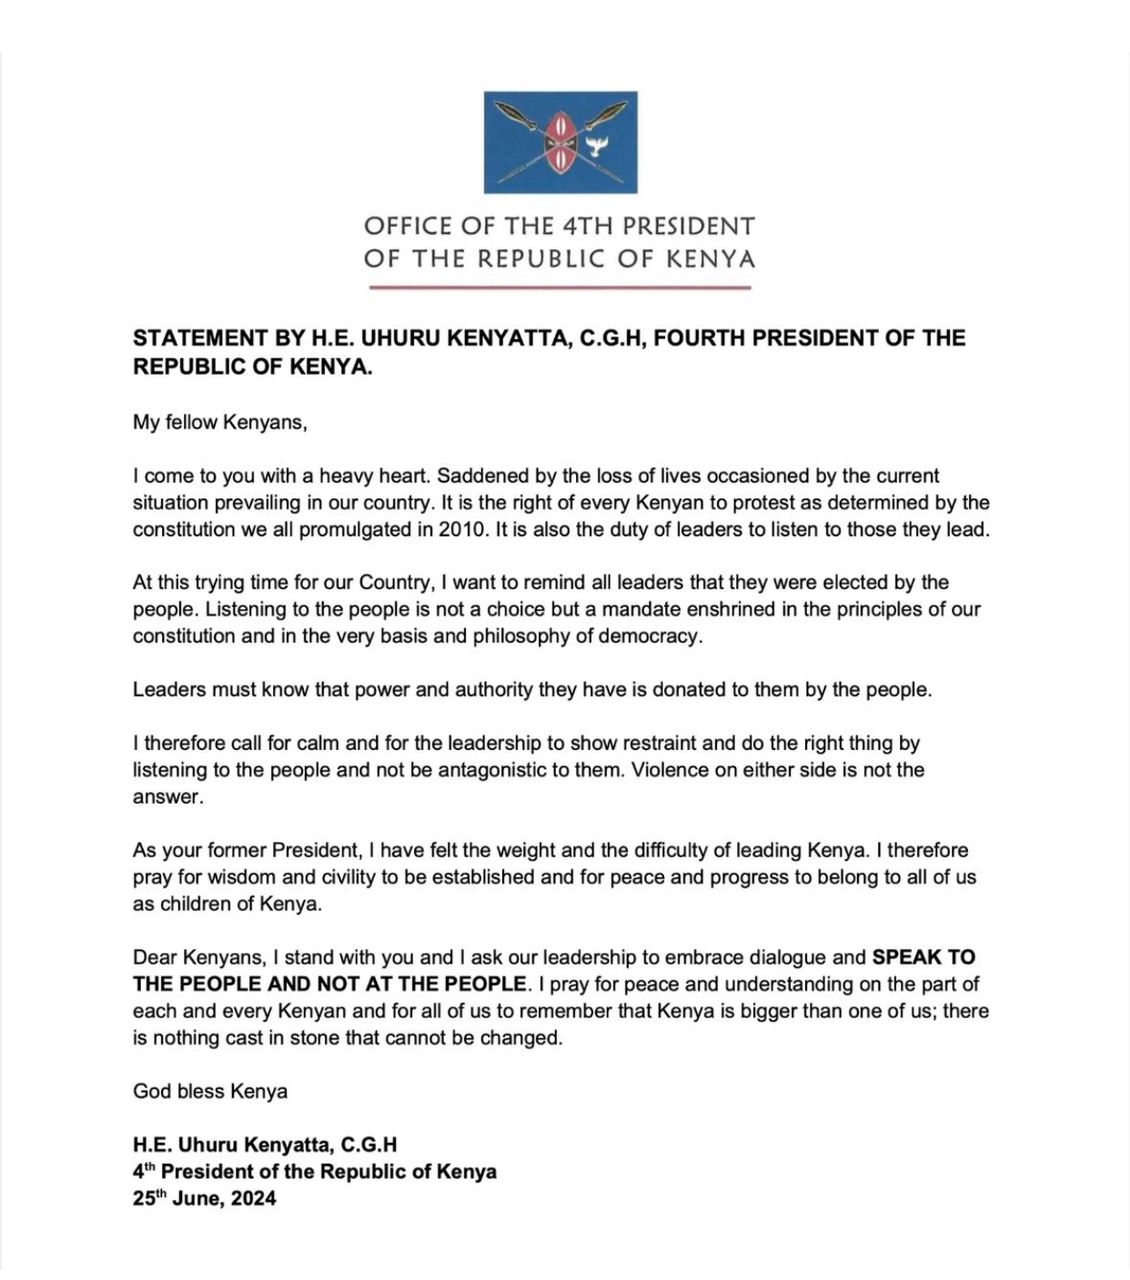 OFFICE OF THE 4TH PRESIDENT
OF THE REPUBLIC OF KENYA
STATEMENT BY H.E. UHURU KENYATTA, C.G.H, FOURTH PRESIDENT OF THE
REPUBLIC OF KENYA.
My fellow Kenyans,
I come to you with a heavy heart. Saddened by the loss of lives occasioned by the current
situation prevailing in our country. It is the right of every Kenyan to protest as determined by the
constitution we all promulgated in 2010. It is also the duty of leaders to listen to those they lead.
At this trying time for our Country, I want to remind all leaders that they were elected by the
people. Listening to the people is not a choice but a mandate enshrined in the principles of our
constitution and in the very basis and philosophy of democracy.
Leaders must know that power and authority they have is donated to them by the people.
I therefore call for calm and for the leadership to show restraint and do the right thing by
listening to the people and not be antagonistic to them. Violence on either side is not the
answer.
As your former President, I have felt the weight and the difficulty of leading Kenya. I therefore
pray for wisdom and civility to be established and for peace and progress to belong to all of us
as children of Kenya.
Dear Kenyans, I stand with you and I ask our leadership to embrace dialogue and SPEAK TO
THE PEOPLE AND NOT AT THE PEOPLE. I pray for peace and understanding on the part of
each and every Kenyan and for all of us to remember that Kenya is bigger than one of us; there
is nothing cast in stone that cannot be changed.
God bless Kenya
H.E. Uhuru Kenyatta, C.G.H
4th President of the Republic of Kenya
25th June, 2024